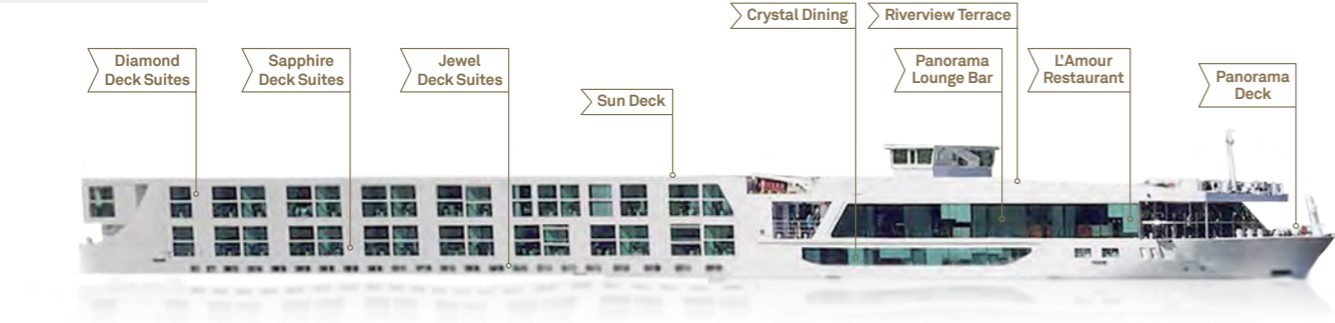 Crystal Dining
Riverview Terrace
Diamond
Deck Suites
Sapphire
Deck Suites
Jewel
Deck Suites
Panorama
Lounge Bar
L'Amour
Restaurant
Panorama
Deck
Sun Deck